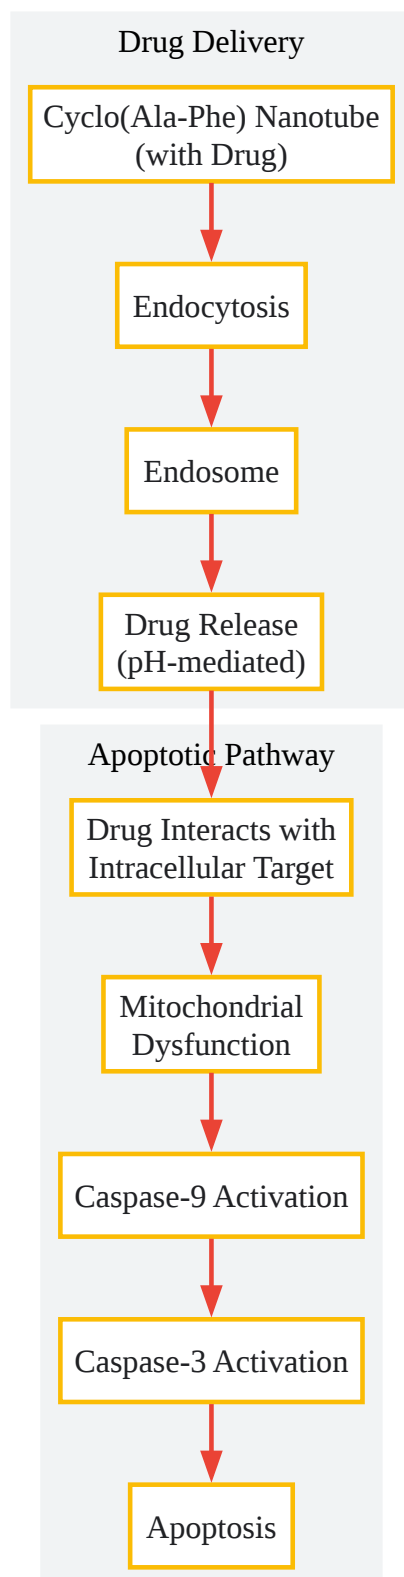 Drug Delivery
Cyclo(Ala-Phe) Nanotube
(with Drug)
Endocytosis
Endosome
Drug Release
(pH-mediated)
Apoptotic Pathway
Drug Interacts with
Intracellular Target
Mitochondrial
Dysfunction
Caspase-9 Activation
Caspase-3 Activation
Apoptosis